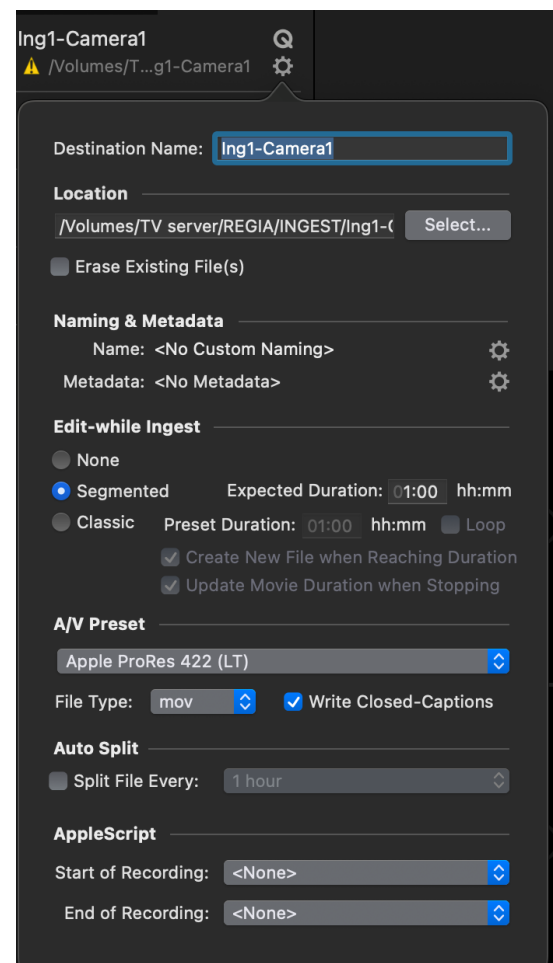 Ing1-Camera1
/Volumes/T...g1-Camera1
Destination Name: Ing1-Camera1
Location
/Volumes/TV server/REGIA/INGEST/Ing1-( Select...
Erase Existing File(s)
Naming & Metadata
Name: <No Custom Naming>
Metadata: <No Metadata>
Edit-while Ingest
None
Segmented Expected Duration: 01:00 hh:mm
Classic Preset Duration: 01:00 hh:mm Loop
Create New File when Reaching Duration
Update Movie Duration when Stopping
A/V Preset
Apple ProRes 422 (LT)
File Type: mov Write Closed-Captions
Auto Split
Split File Every: 1 hour
AppleScript
Start of Recording: <None>
End of Recording: <None>